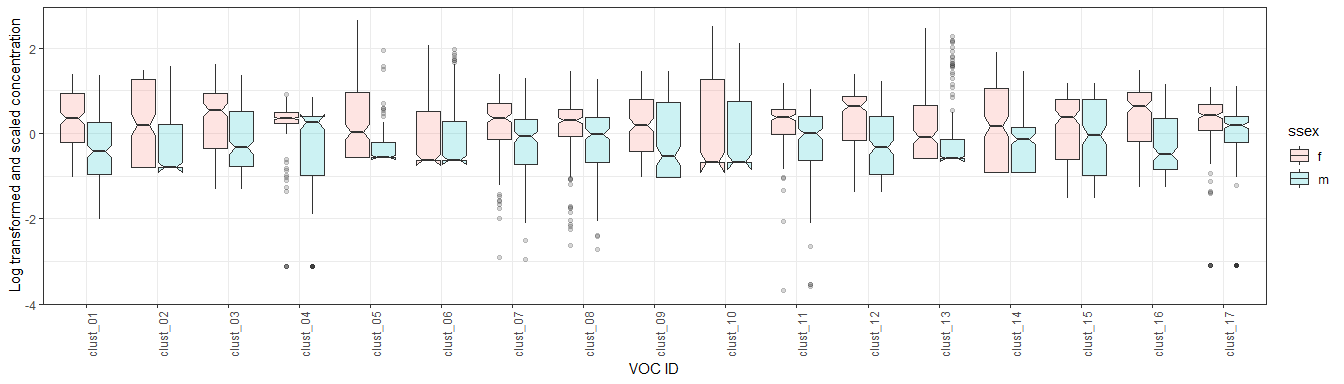 Log transformed and scaled concentration
2
0
-2
-4
clust_01
clust_02
clust_03
clust_04
clust_05
clust_06
clust_07
clust_08
clust_09
clust_10
clust_11
clust_12
clust_13
clust_14
clust_15
clust_16
clust_17
VOC ID
ssex
f
m